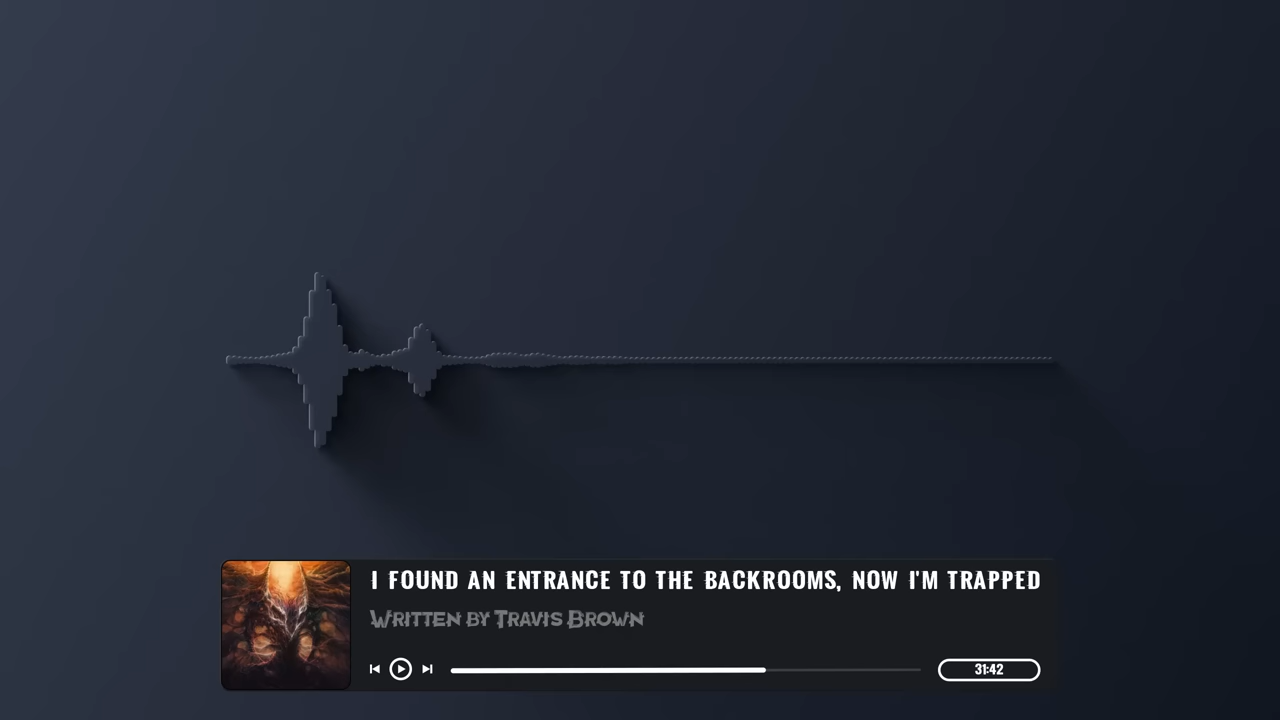 I FOUND AN ENTRANCE TO THE BACKROOMS, NOW I'M TRAPPED
WRITTEN BY TRAVIS BROWN
31:42